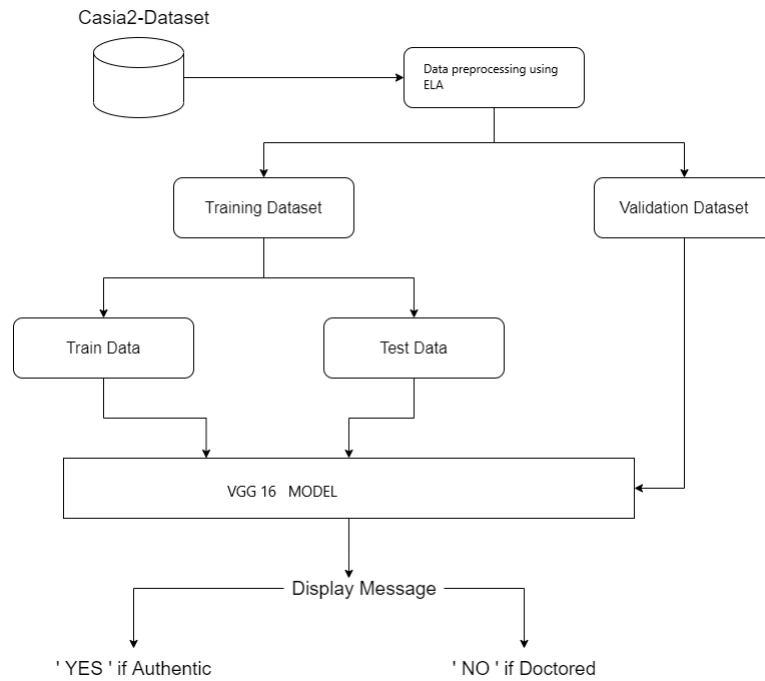 Casia2-Dataset
Data preprocessing using
ELA
Training Dataset
Validation Dataset
Train Data
Test Data
VGG 16 MODEL
Display Message
' YES ' if Authentic
' NO ' if Doctored